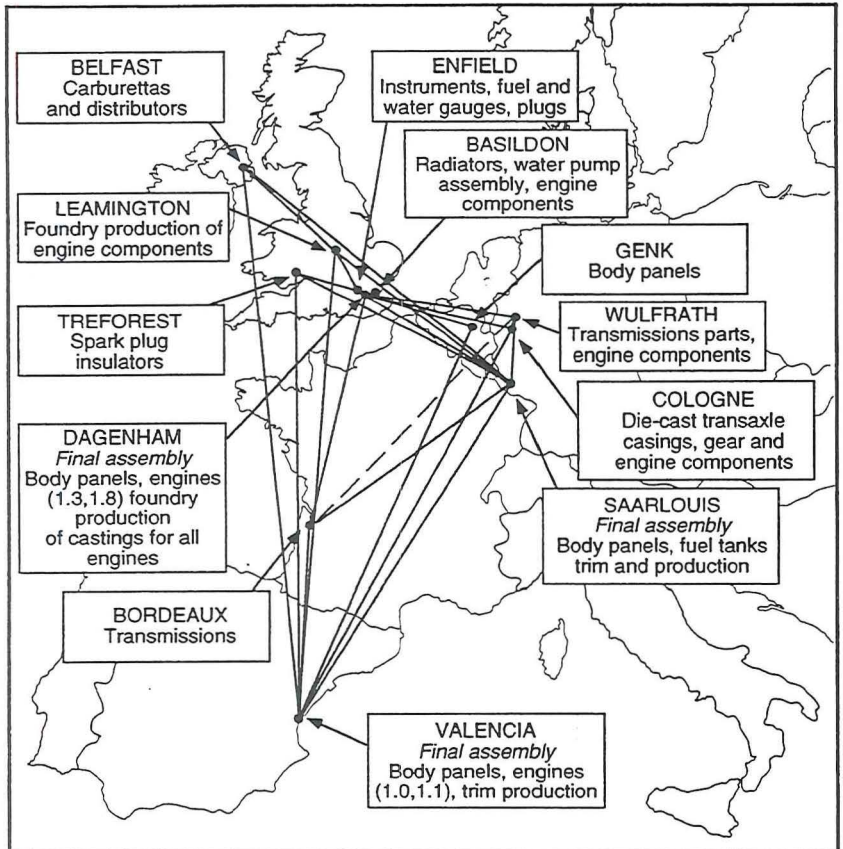 BELFAST
Carburettas
and distributors
ENFIELD
Instruments, fuel and
water gauges, plugs
BASILDON
Radiators, water pump
assembly, engine
components
LEAMINGTON
Foundry production of
engine components
GENK
Body panels
TREFOREST
Spark plug
insulators
WULFRATH
Transmissions parts,
engine components
COLOGNE
Die-cast transaxle
casings, gear and
engine components
DAGENHAM
Final assembly
Body panels, engines
(1.3,1.8) foundry
production
of castings for all
engines
SAARLOUIS
Final assembly
Body panels, fuel tanks
trim and production
BORDEAUX
Transmissions
VALENCIA
Final assembly
Body panels, engines
(1.0,1.1), trim production